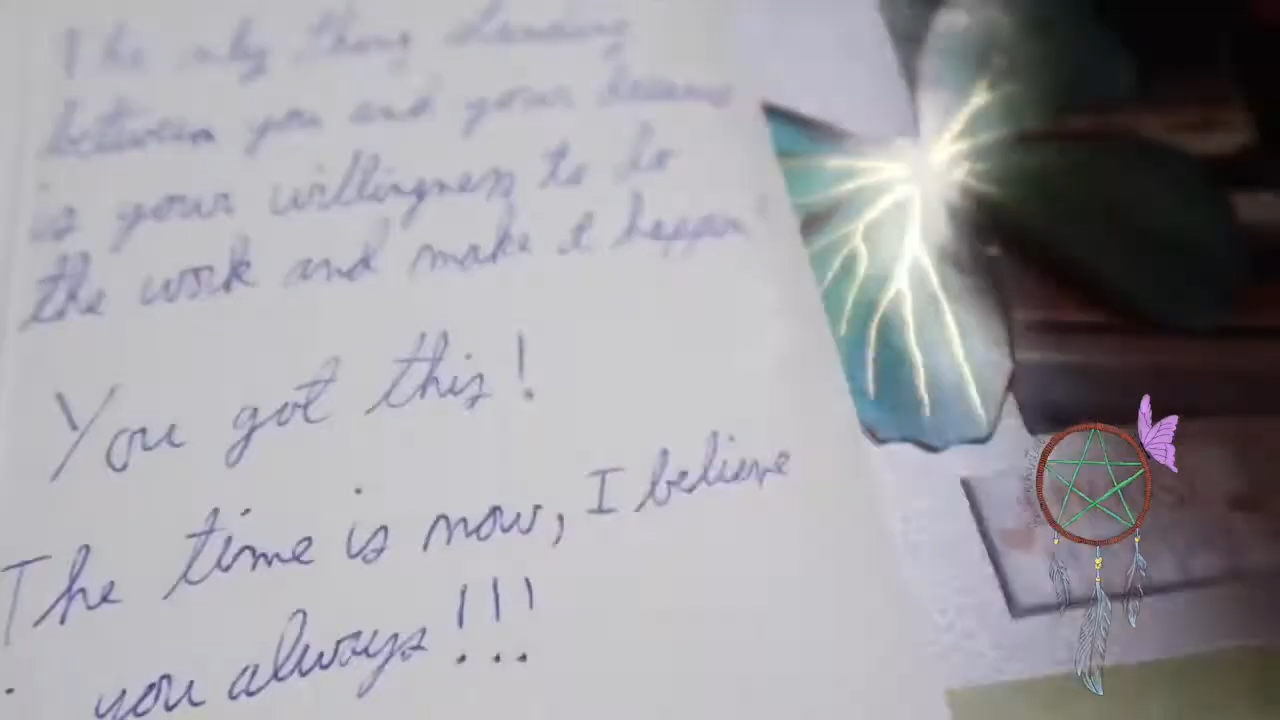 The only thing standing
between you and your dreams
is your willingness to do
the work and make it happen!
You got this!
The time is now, I believe
you always!!!